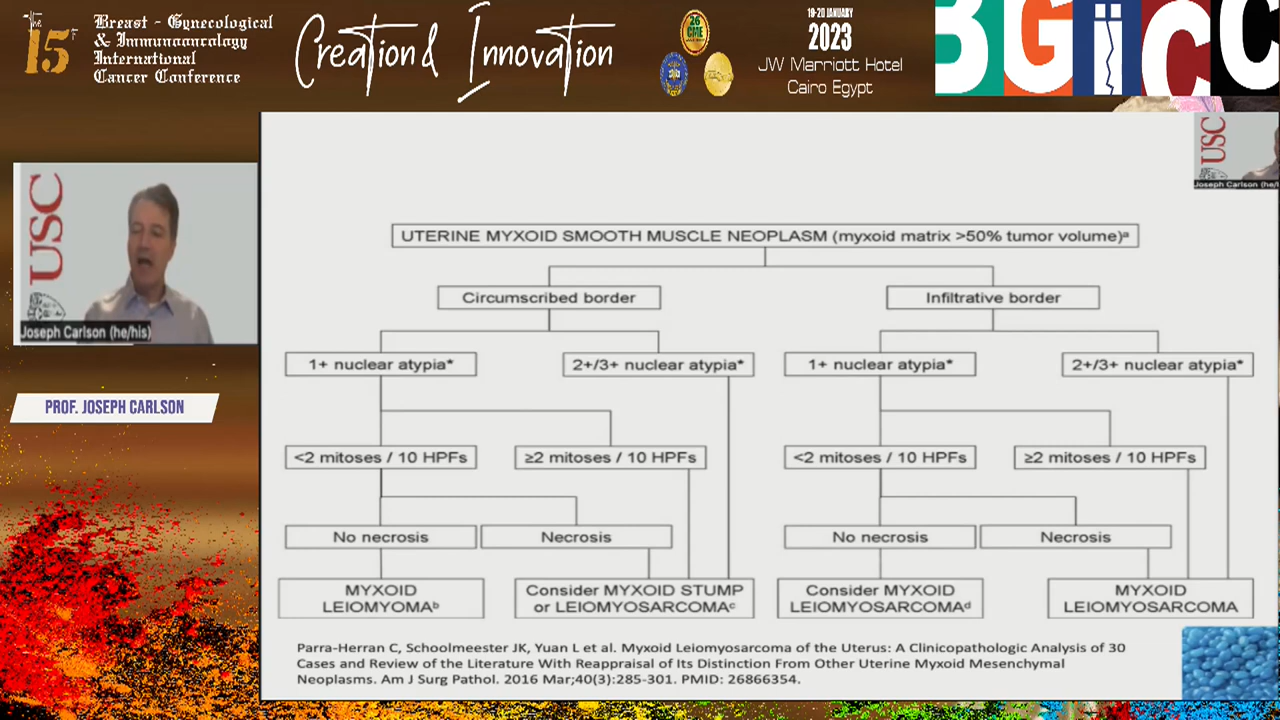 The
15
Breast - Gynecological
& Immunooncology
International
Cancer Conference
Creation & Innovation
26
CME
18-20 JANUARY
2023
JW Marriott Hotel
Cairo Egypt
BGICC
USC
Joseph Carlson (he/his)
PROF. JOSEPH CARLSON
USC
Joseph Carlson (he/
UTERINE MYXOID SMOOTH MUSCLE NEOPLASM (myxoid matrix >50% tumor volume)ᵃ
Circumscribed border
Infiltrative border
1+ nuclear atypia*
2+/3+ nuclear atypia*
1+ nuclear atypia*
2+/3+ nuclear atypia*
<2 mitoses / 10 HPFs
≥2 mitoses / 10 HPFs
<2 mitoses / 10 HPFs
≥2 mitoses / 10 HPFs
No necrosis
Necrosis
No necrosis
Necrosis
MYXOID
LEIOMYOMAᵇ
Consider MYXOID STUMP
or LEIOMYOSARCOMAᶜ
Consider MYXOID
LEIOMYOSARCOMAᵈ
MYXOID
LEIOMYOSARCOMA
Parra-Herran C, Schoolmeester JK, Yuan L et al. Myxoid Leiomyosarcoma of the Uterus: A Clinicopathologic Analysis of 30
Cases and Review of the Literature With Reappraisal of Its Distinction From Other Uterine Myxoid Mesenchymal
Neoplasms. Am J Surg Pathol. 2016 Mar;40(3):285-301. PMID: 26866354.